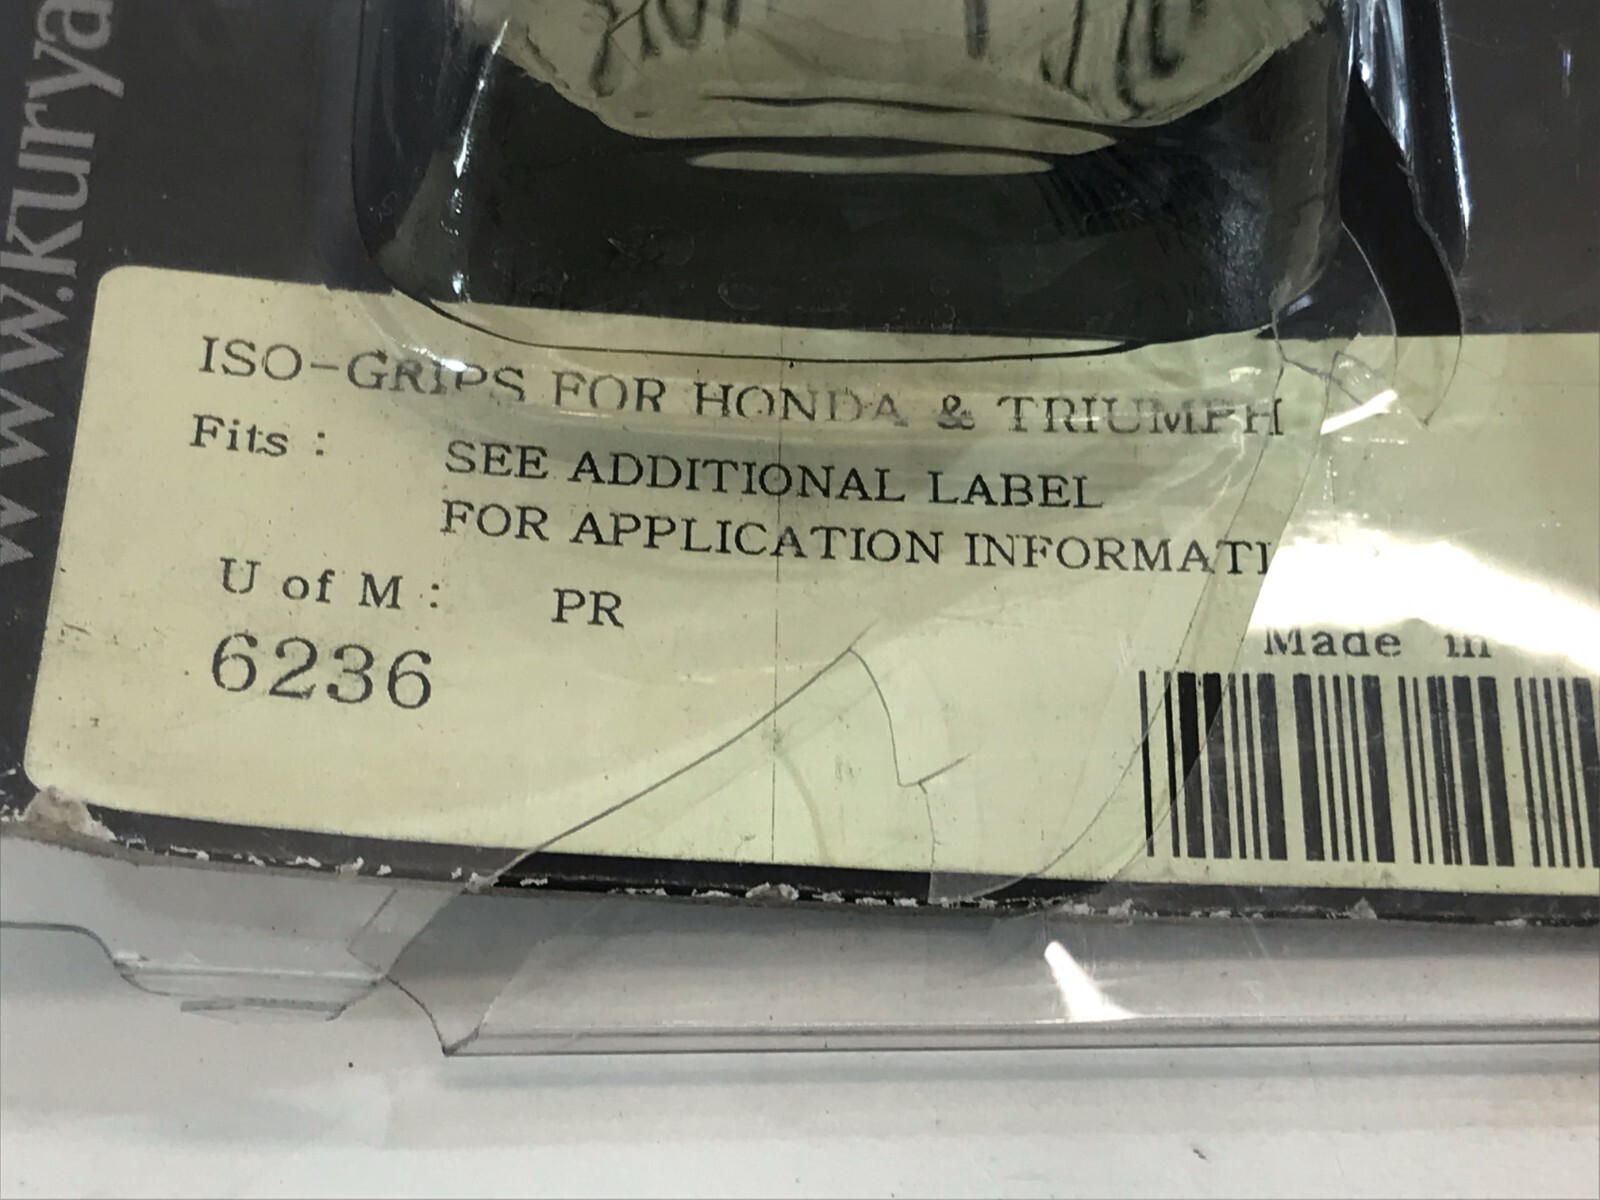 www.kurya
ISO-GRIPS FOR HONDA & TRIUMPH
Fits : SEE ADDITIONAL LABEL
FOR APPLICATION INFORMATI
U of M : PR
6236
Made in